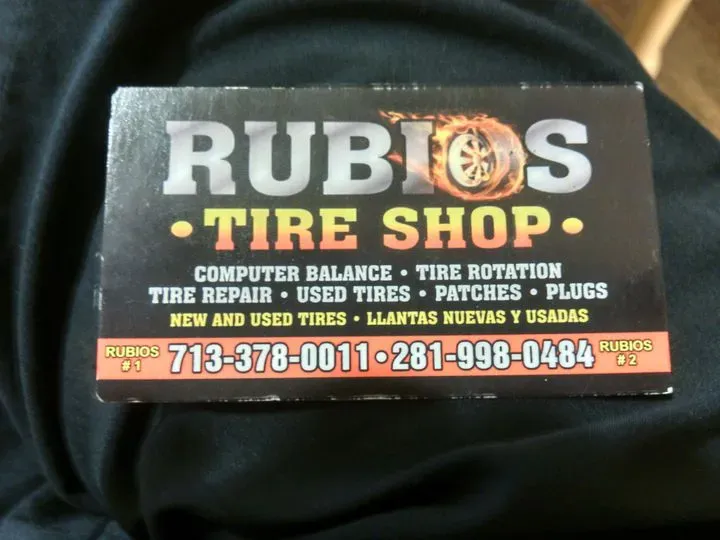 RUBIOS
• TIRE SHOP •
COMPUTER BALANCE • TIRE ROTATION
TIRE REPAIR • USED TIRES • PATCHES • PLUGS
NEW AND USED TIRES • LLANTAS NUEVAS Y USADAS
RUBIOS #1 713-378-0011 • 281-998-0484 RUBIOS #2